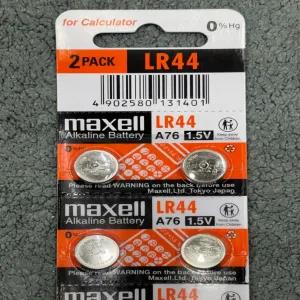 for Calculator
0% Hg
2 PACK LR44
4 902580 131401
maxell LR44
Alkaline Battery A76 1.5V
Please read WARNING on the back before use
Maxell, Ltd. Tokyo Japan
maxell LR44
Alkaline Battery A76 1.5V
Please read WARNING on the back before use
Maxell, Ltd. Tokyo Japan
maxell LR44